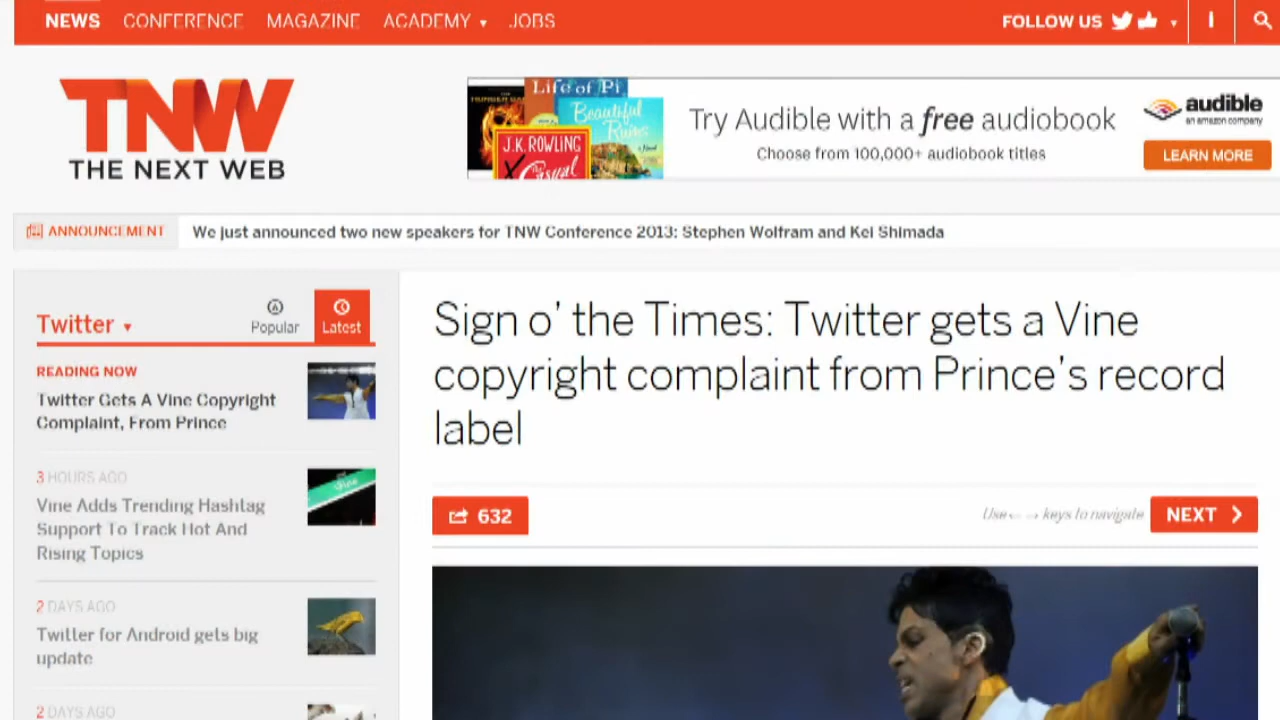 NEWS CONFERENCE MAGAZINE ACADEMY JOBS FOLLOW US
TNW
THE NEXT WEB
Life of Pi
Beautiful Ruins
a Novel
J.K. ROWLING
The Casual
Try Audible with a free audiobook
Choose from 100,000+ audiobook titles
audible
an amazon company
LEARN MORE
ANNOUNCEMENT We just announced two new speakers for TNW Conference 2013: Stephen Wolfram and Kei Shimada
Twitter Popular Latest
READING NOW
Twitter Gets A Vine Copyright
Complaint, From Prince
3 HOURS AGO
Vine Adds Trending Hashtag
Support To Track Hot And
Rising Topics
Vine
2 DAYS AGO
Twitter for Android gets big
update
2 DAYS AGO
Sign o’ the Times: Twitter gets a Vine
copyright complaint from Prince’s record
label
632
Use ← → keys to navigate NEXT